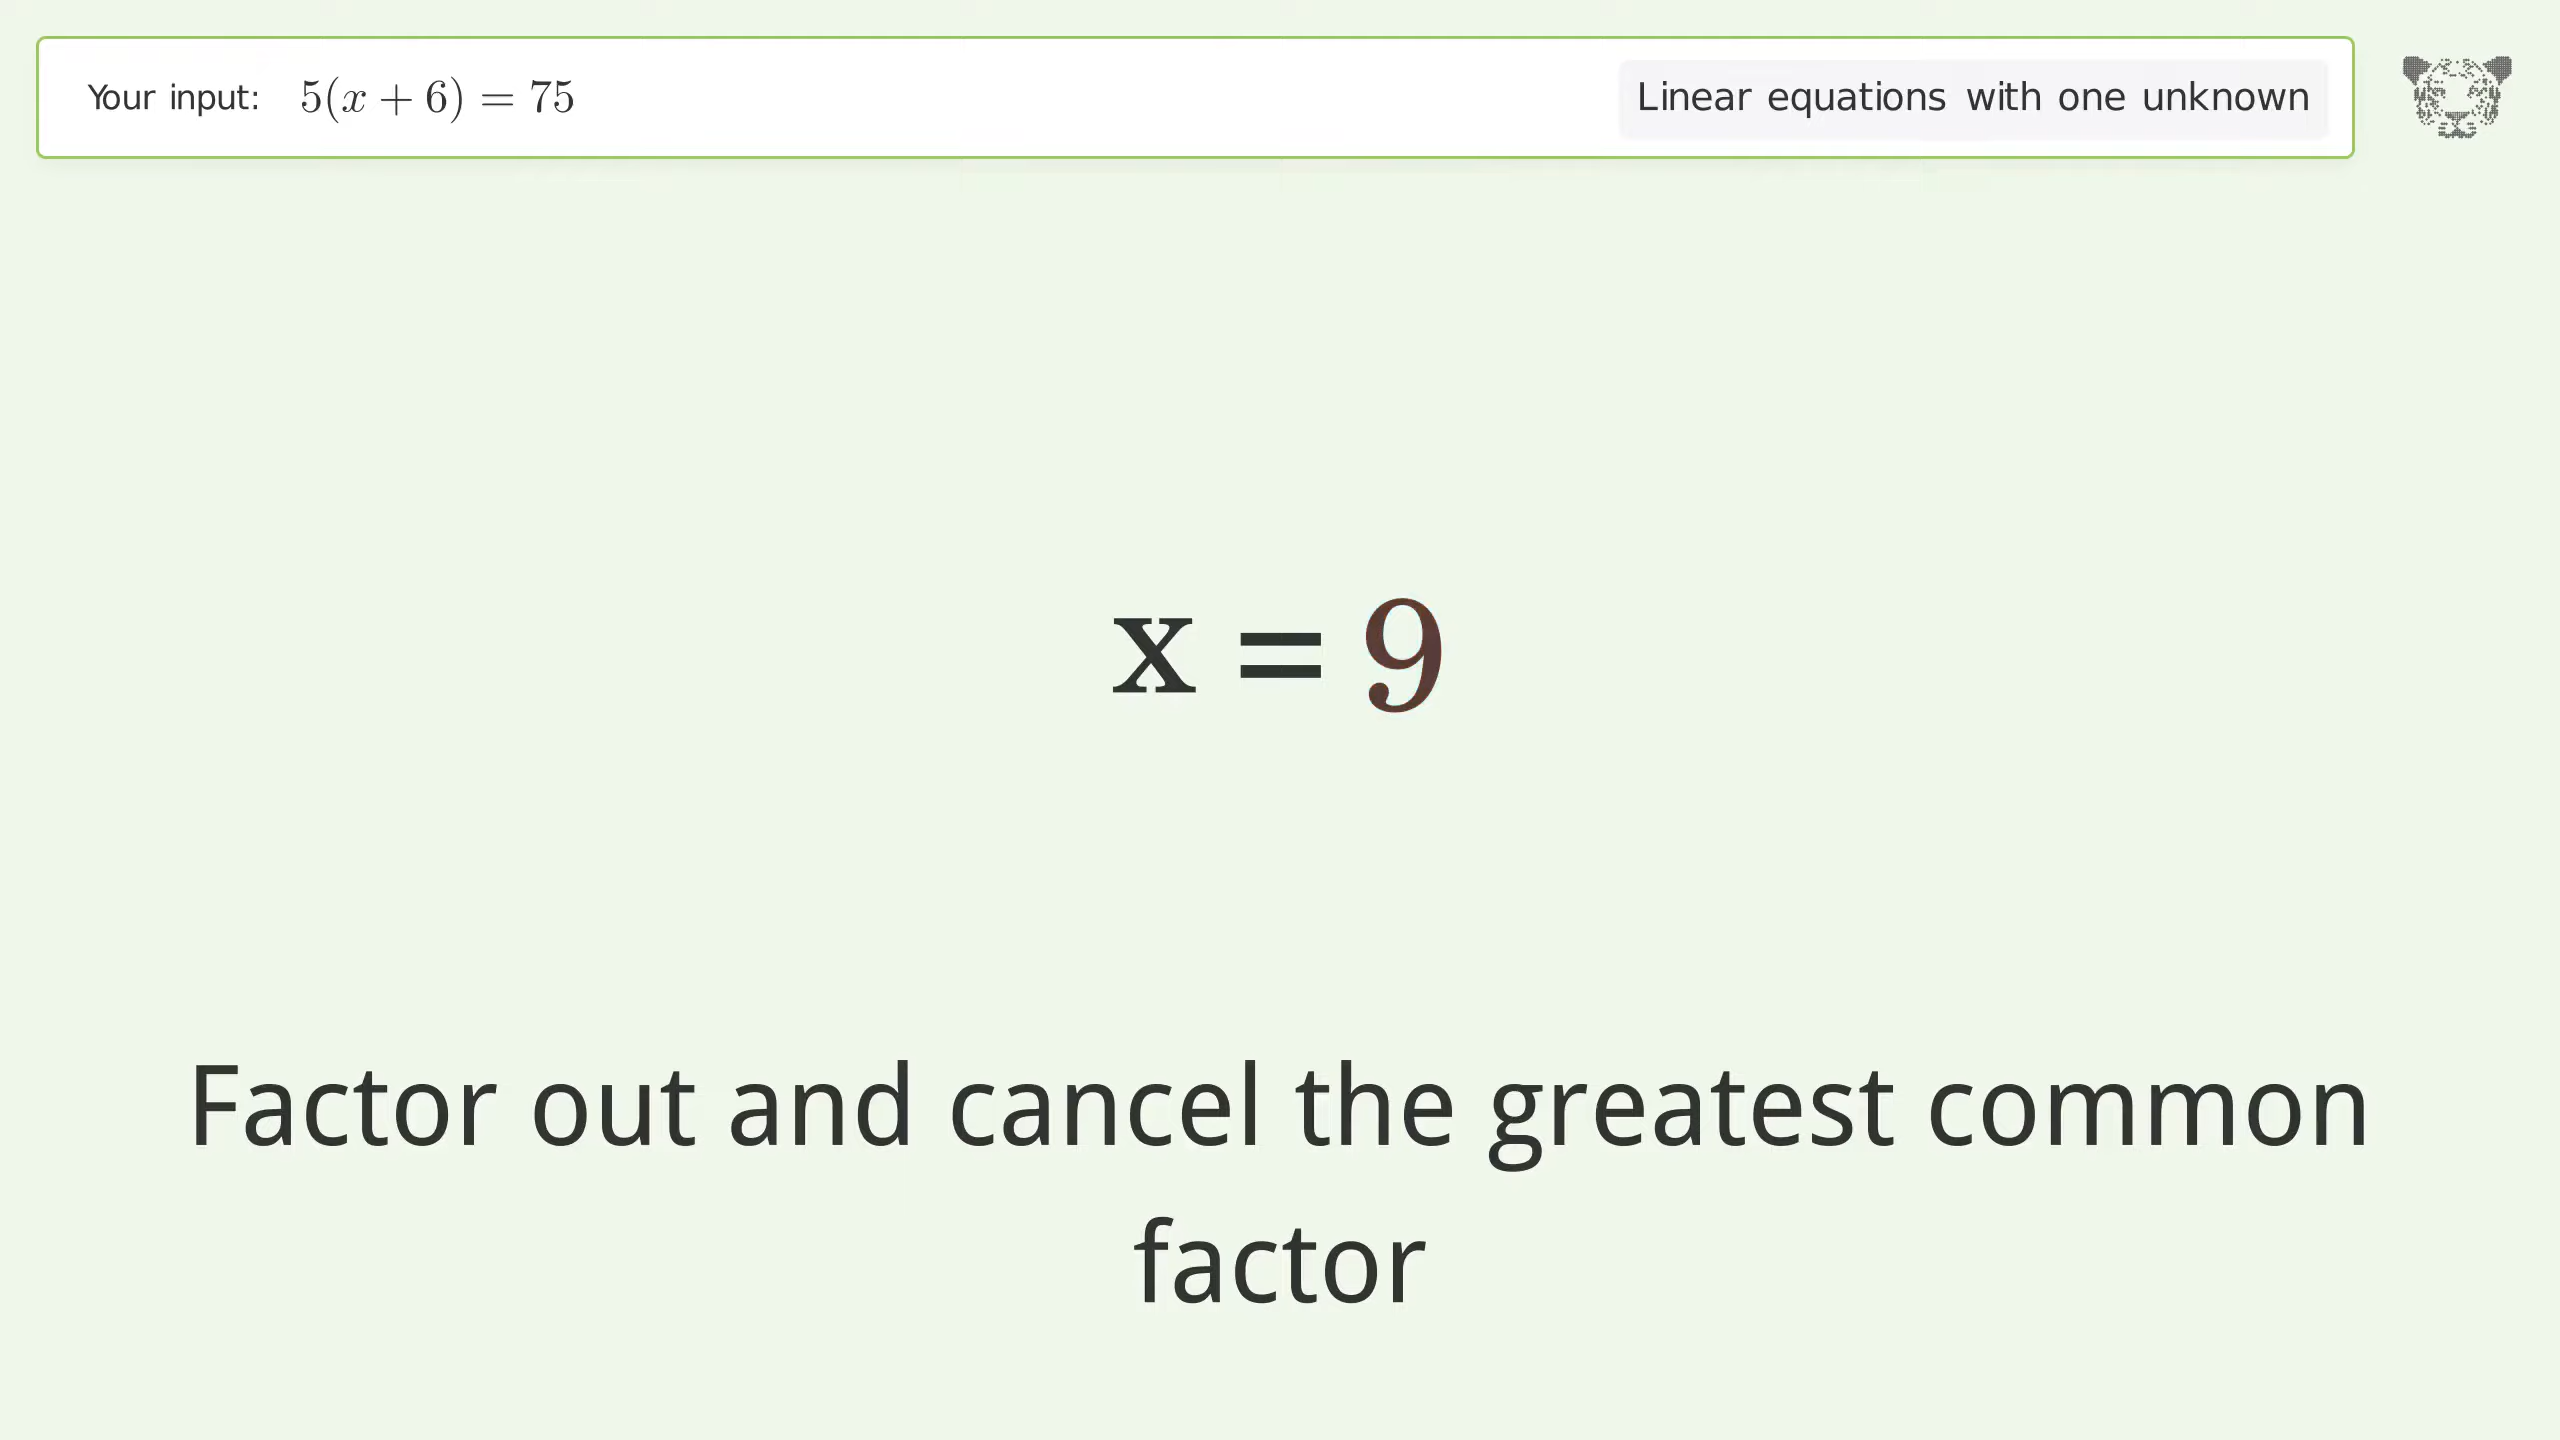 Your input: 5(x + 6) = 75
Linear equations with one unknown
x = 9
Factor out and cancel the greatest common
factor